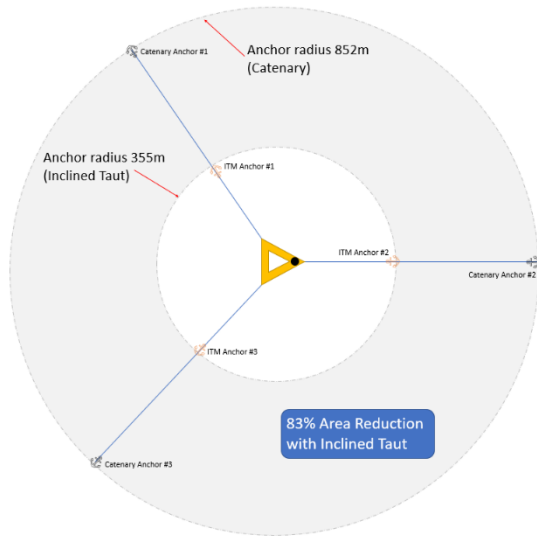 Catenary Anchor #1
Anchor radius 852m
(Catenary)
Anchor radius 355m
(Inclined Taut)
ITM Anchor #1
ITM Anchor #2
Catenary Anchor #2
ITM Anchor #3
83% Area Reduction
with Inclined Taut
Catenary Anchor #3